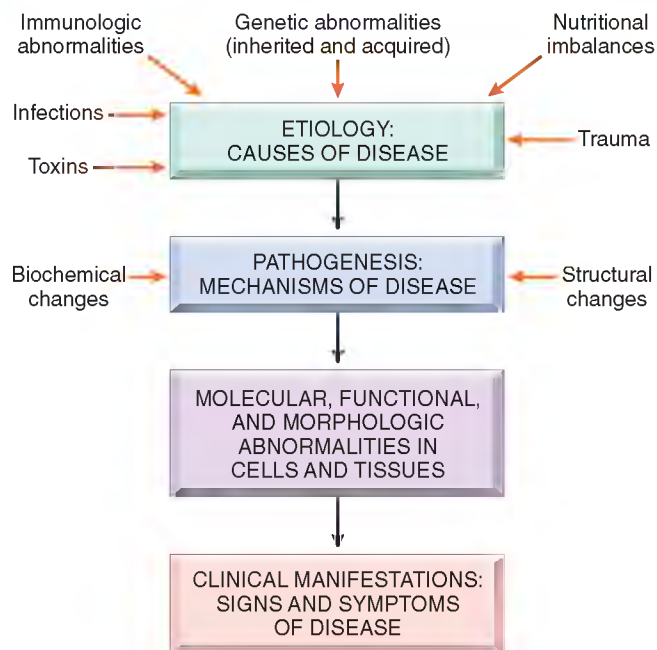 Immunologic
abnormalities
Genetic abnormalities
(inherited and acquired)
Nutritional
imbalances
Infections
Toxins
ETIOLOGY:
CAUSES OF DISEASE
Trauma
Biochemical
changes
PATHOGENESIS:
MECHANISMS OF DISEASE
Structural
changes
MOLECULAR, FUNCTIONAL,
AND MORPHOLOGIC
ABNORMALITIES IN
CELLS AND TISSUES
CLINICAL MANIFESTATIONS:
SIGNS AND SYMPTOMS
OF DISEASE